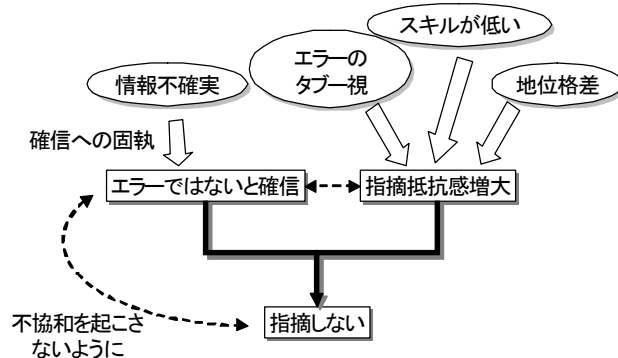 スキルが低い
エラーの
タブー視
情報不確実
地位格差
確信への固執
エラーではないと確信
指摘抵抗感増大
指摘しない
不協和を起こさ
ないように